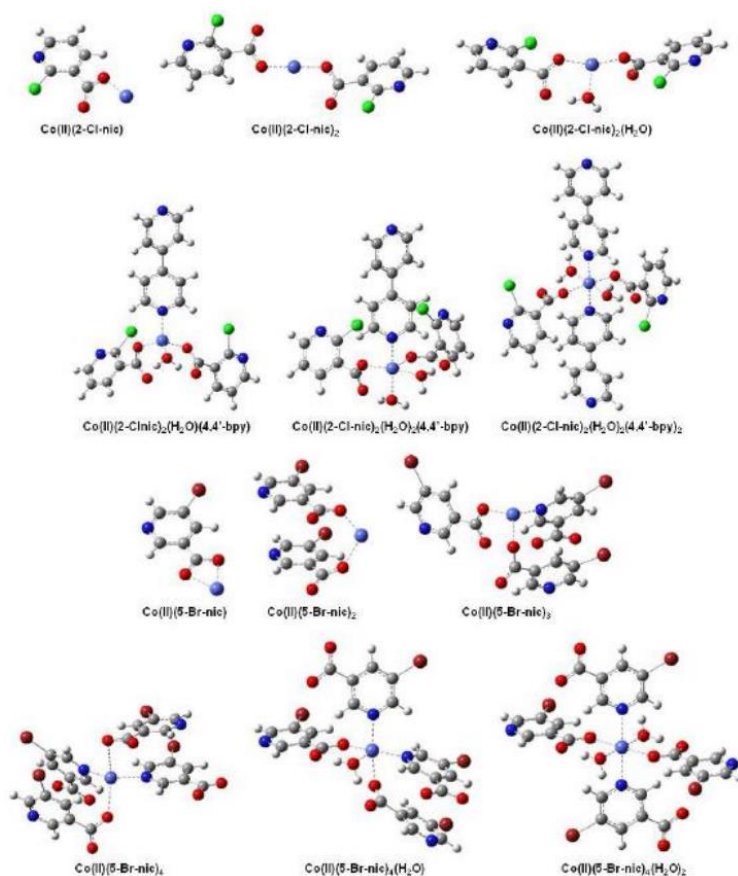 Co(II)(2-Cl-nic)
Co(II)(2-Cl-nic)₂
Co(II)(2-Cl-nic)₂(H₂O)
Co(II)(2-Clnic)₂(H₂O)(4,4'-bpy)
Co(II)(2-Cl-nic)₂(H₂O)₂(4,4'-bpy)
Co(II)(2-Cl-nic)₂(H₂O)₂(4,4'-bpy)₂
Co(II)(5-Br-nic)
Co(II)(5-Br-nic)₂
Co(II)(5-Br-nic)₃
Co(II)(5-Br-nic)₄
Co(II)(5-Br-nic)₄(H₂O)
Co(II)(5-Br-nic)₄(H₂O)₂